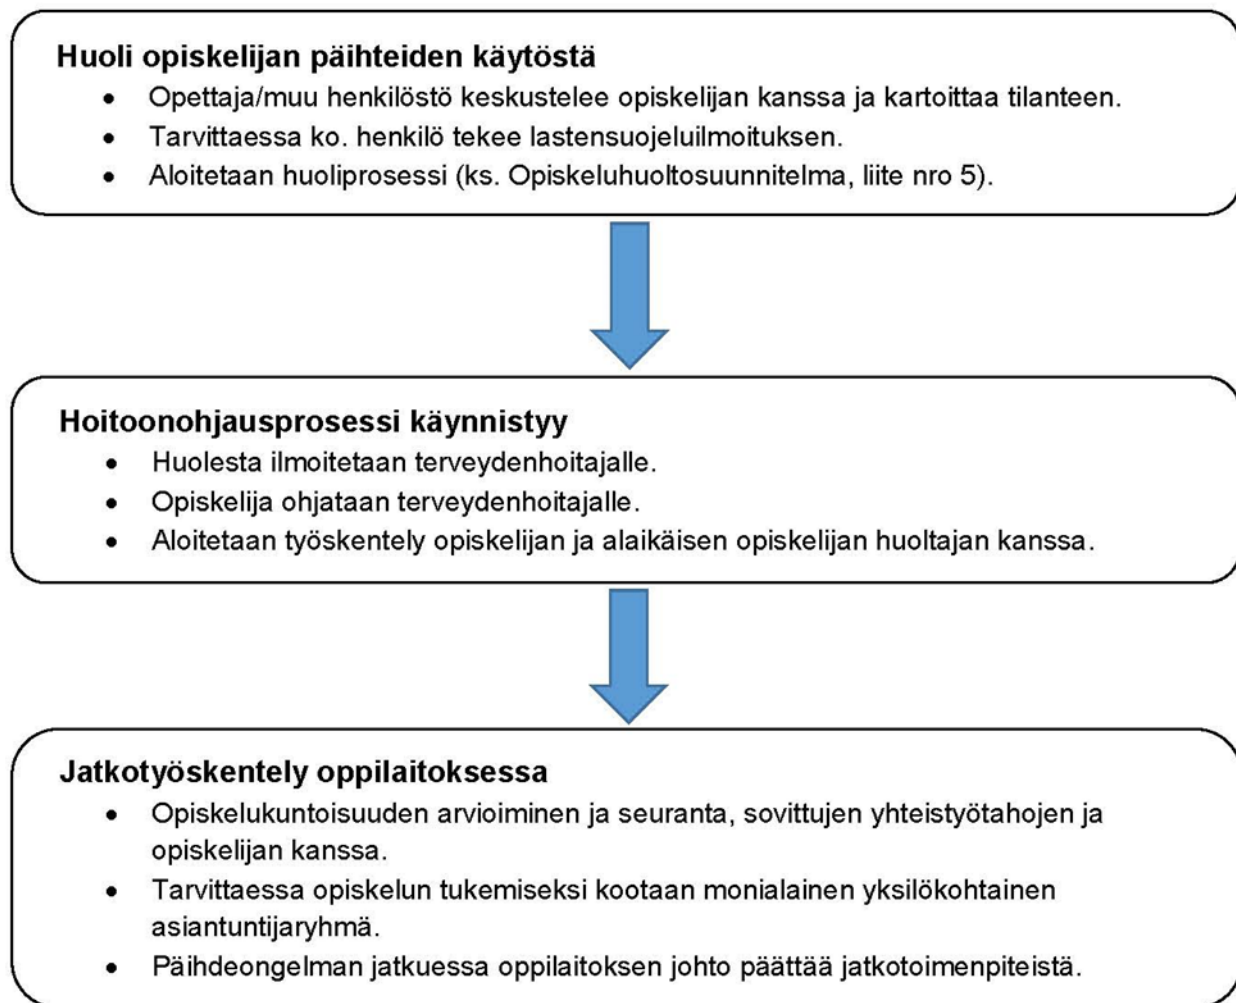 Huoli opiskelijan päihteiden käytöstä
• Opettaja/muu henkilöstö keskustelee opiskelijan kanssa ja kartoittaa tilanteen.
• Tarvittaessa ko. henkilö tekee lastensuojeluilmoituksen.
• Aloitetaan huoliprosessi (ks. Opiskeluhuoltosuunnitelma, liite nro 5).
Hoitoonohjausprosessi käynnistyy
• Huolesta ilmoitetaan terveydenhoitajalle.
• Opiskelija ohjataan terveydenhoitajalle.
• Aloitetaan työskentely opiskelijan ja alaikäisen opiskelijan huoltajan kanssa.
Jatkotyöskentely oppilaitoksessa
• Opiskelukuntoisuuden arvioiminen ja seuranta, sovittujen yhteistyötahojen ja
opiskelijan kanssa.
• Tarvittaessa opiskelun tukemiseksi kootaan monialainen yksilökohtainen
asiantuntijaryhmä.
• Päihdeongelman jatkuessa oppilaitoksen johto päättää jatkotoimenpiteistä.